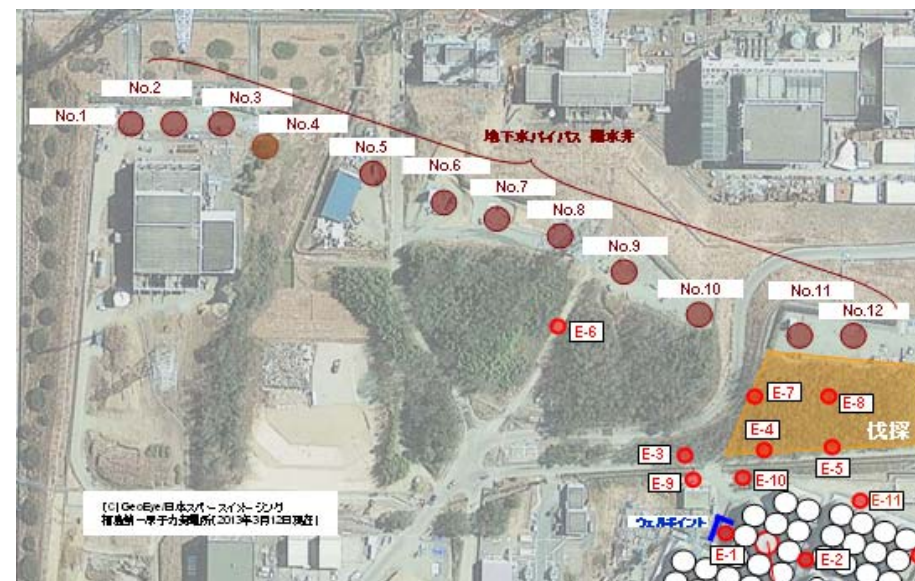 No.1
No.2
No.3
No.4
No.5
No.6
No.7
No.8
No.9
No.10
No.11
No.12
地下水バイパス 揚水井
E-6
E-7
E-8
E-4
伐採
E-3
E-5
E-9
E-10
E-11
ウェルポイント
E-1
E-2
(C)GeoEye/日本スペースイメージング
福島第一原子力発電所(2013年3月12日現在)